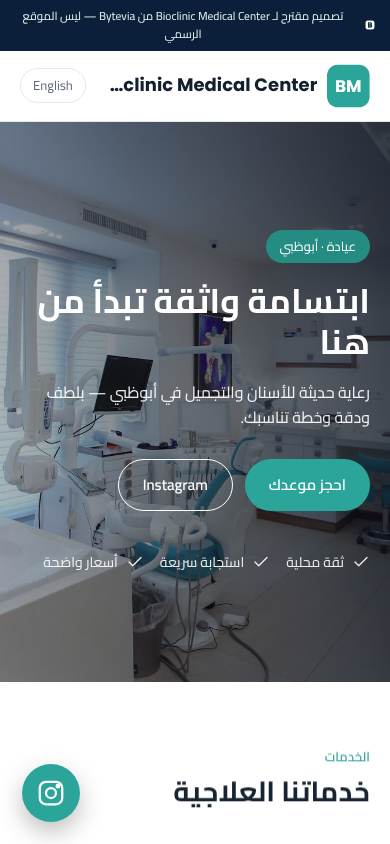 تصميم مقترح لـ Bioclinic Medical Center من Bytevia — ليس الموقع
الرسمي
B
BM
...clinic Medical Center
English
عيادة · أبوظبي
ابتسامة واثقة تبدأ من
هنا
رعاية حديثة للأسنان والتجميل في أبوظبي — بلطف
ودقة وخطة تناسبك.
احجز موعدك
Instagram
ثقة محلية
استجابة سريعة
أسعار واضحة
الخدمات
خدماتنا العلاجية